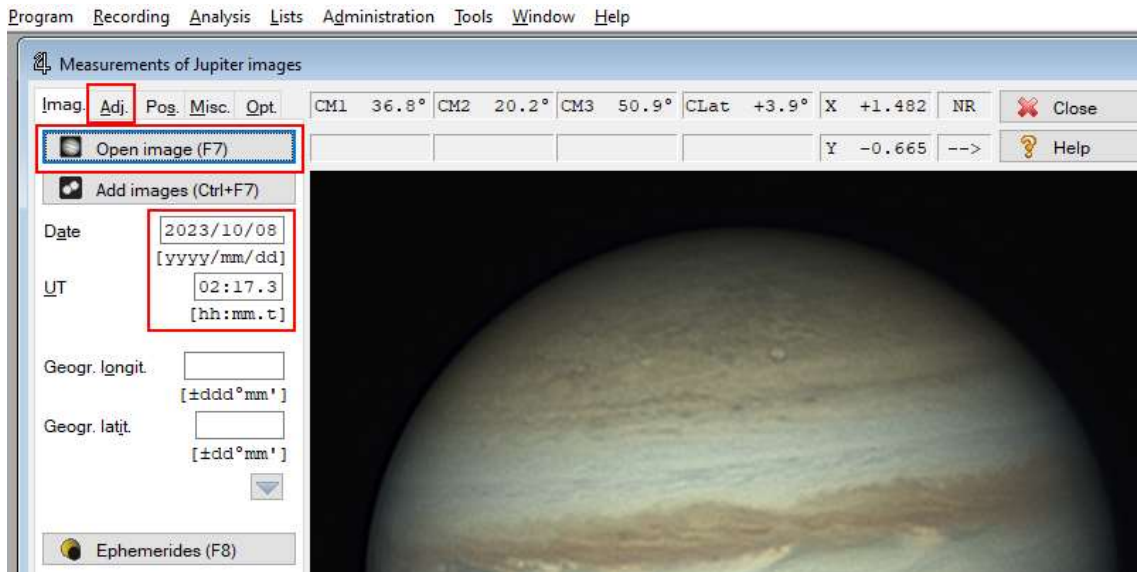 Program Recording Analysis Lists Administration Tools Window Help
Measurements of Jupiter images
Imag. Adj. Pos. Misc. Opt. CM1 36.8° CM2 20.2° CM3 50.9° CLat +3.9° X +1.482 NR Close
Open image (F7) Y -0.665 --> Help
Add images (Ctrl+F7)
Date 2023/10/08
[yyyy/mm/dd]
UT 02:17.3
[hh:mm.t]
Geogr. longit.
[±ddd°mm']
Geogr. latit.
[±dd°mm']
Ephemerides (F8)